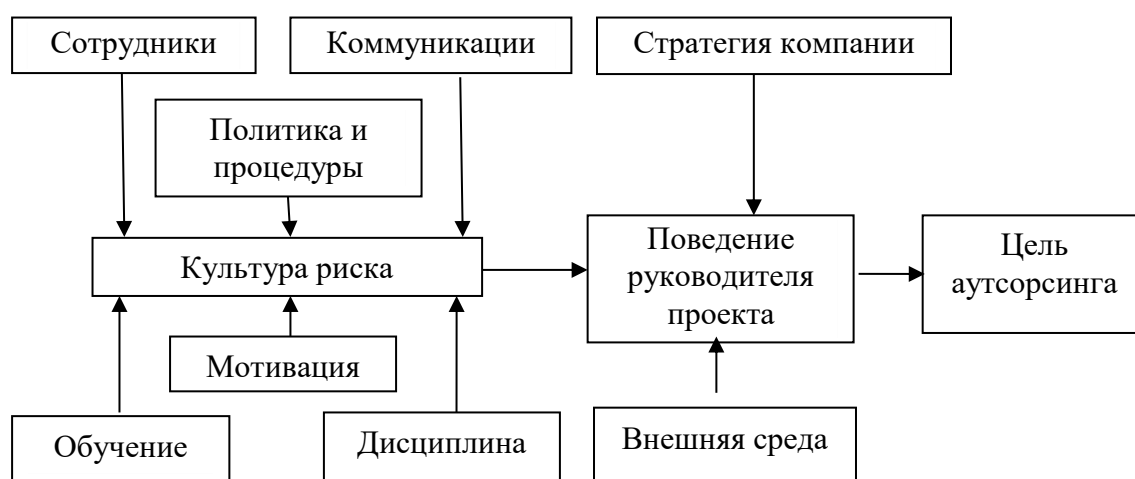 Сотрудники
Коммуникации
Стратегия компании
Политика и
процедуры
Культура риска
Поведение
руководителя
проекта
Цель
аутсорсинга
Мотивация
Обучение
Дисциплина
Внешняя среда